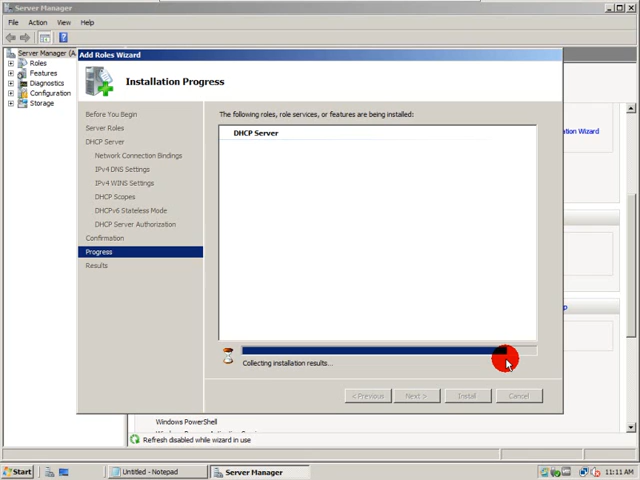 Server Manager
File Action View Help
Server Manager (A
Roles
Features
Diagnostics
Configuration
Storage
Add Roles Wizard
Installation Progress
Before You Begin
Server Roles
DHCP Server
Network Connection Bindings
IPv4 DNS Settings
IPv4 WINS Settings
DHCP Scopes
DHCPv6 Stateless Mode
DHCP Server Authorization
Confirmation
Progress
Results
The following roles, role services, or features are being installed:
DHCP Server
Collecting installation results...
< Previous Next > Install Cancel
ation Wizard
Windows PowerShell
Refresh disabled while wizard in use
Start Untitled - Notepad Server Manager 11:11 AM